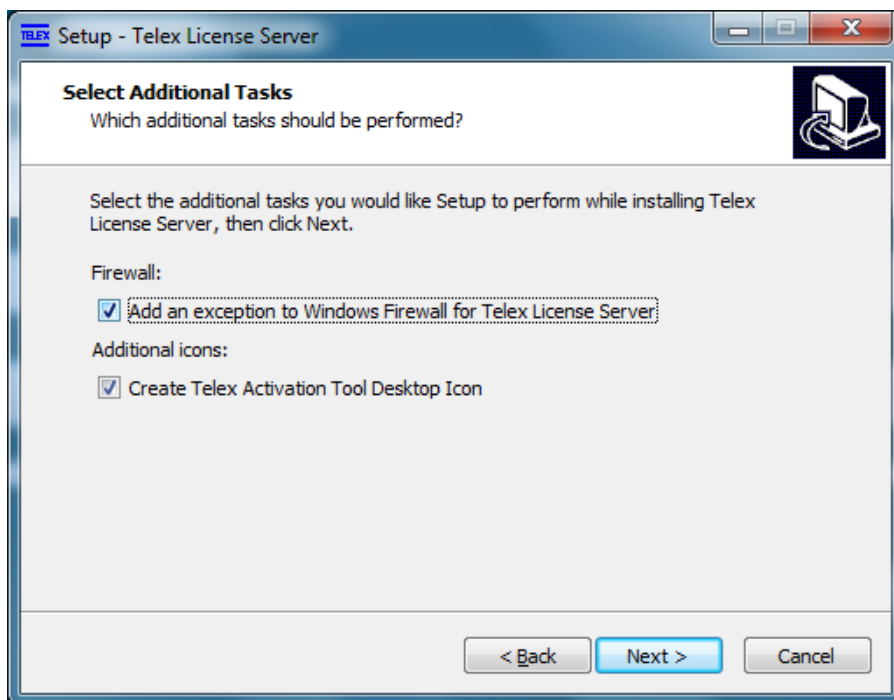 TELEX Setup - Telex License Server
Select Additional Tasks
Which additional tasks should be performed?
Select the additional tasks you would like Setup to perform while installing Telex
License Server, then click Next.
Firewall:
Add an exception to Windows Firewall for Telex License Server
Additional icons:
Create Telex Activation Tool Desktop Icon
< Back Next > Cancel